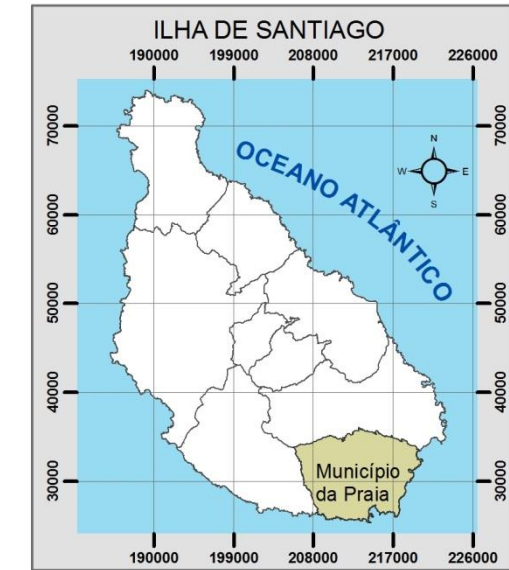 ILHA DE SANTIAGO
190000 199000 208000 217000 226000
70000 70000
60000 60000
50000 50000
40000 40000
30000 30000
N
W E
S
OCEANO ATLÂNTICO
Município
da Praia
190000 199000 208000 217000 226000